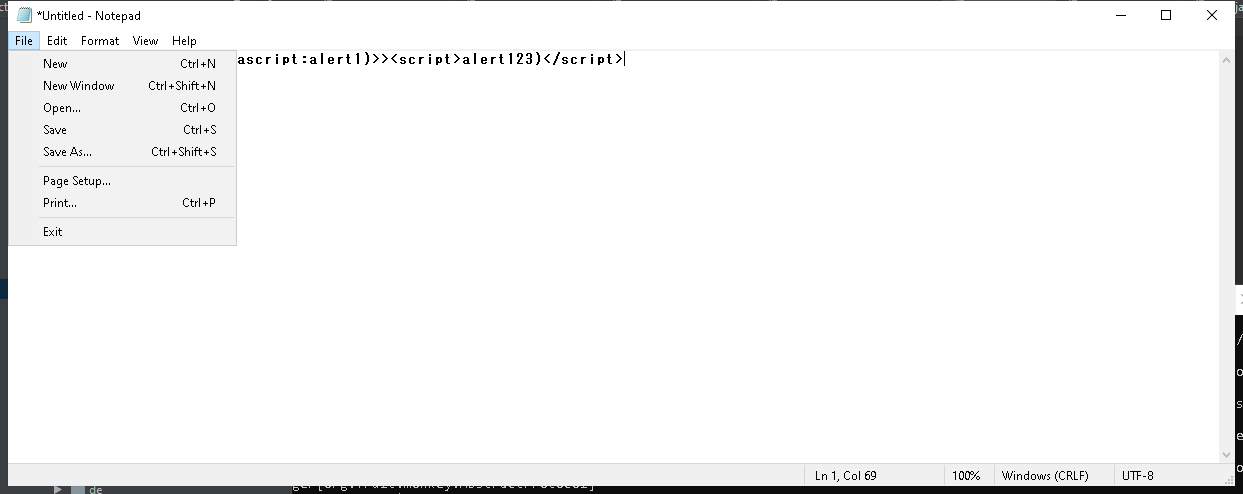 *Untitled - Notepad
File Edit Format View Help
ascript:alert1)>><script>alert123)</script>
New Ctrl+N
New Window Ctrl+Shift+N
Open... Ctrl+O
Save Ctrl+S
Save As... Ctrl+Shift+S
Page Setup...
Print... Ctrl+P
Exit
Ln 1, Col 69 100% Windows (CRLF) UTF-8
de